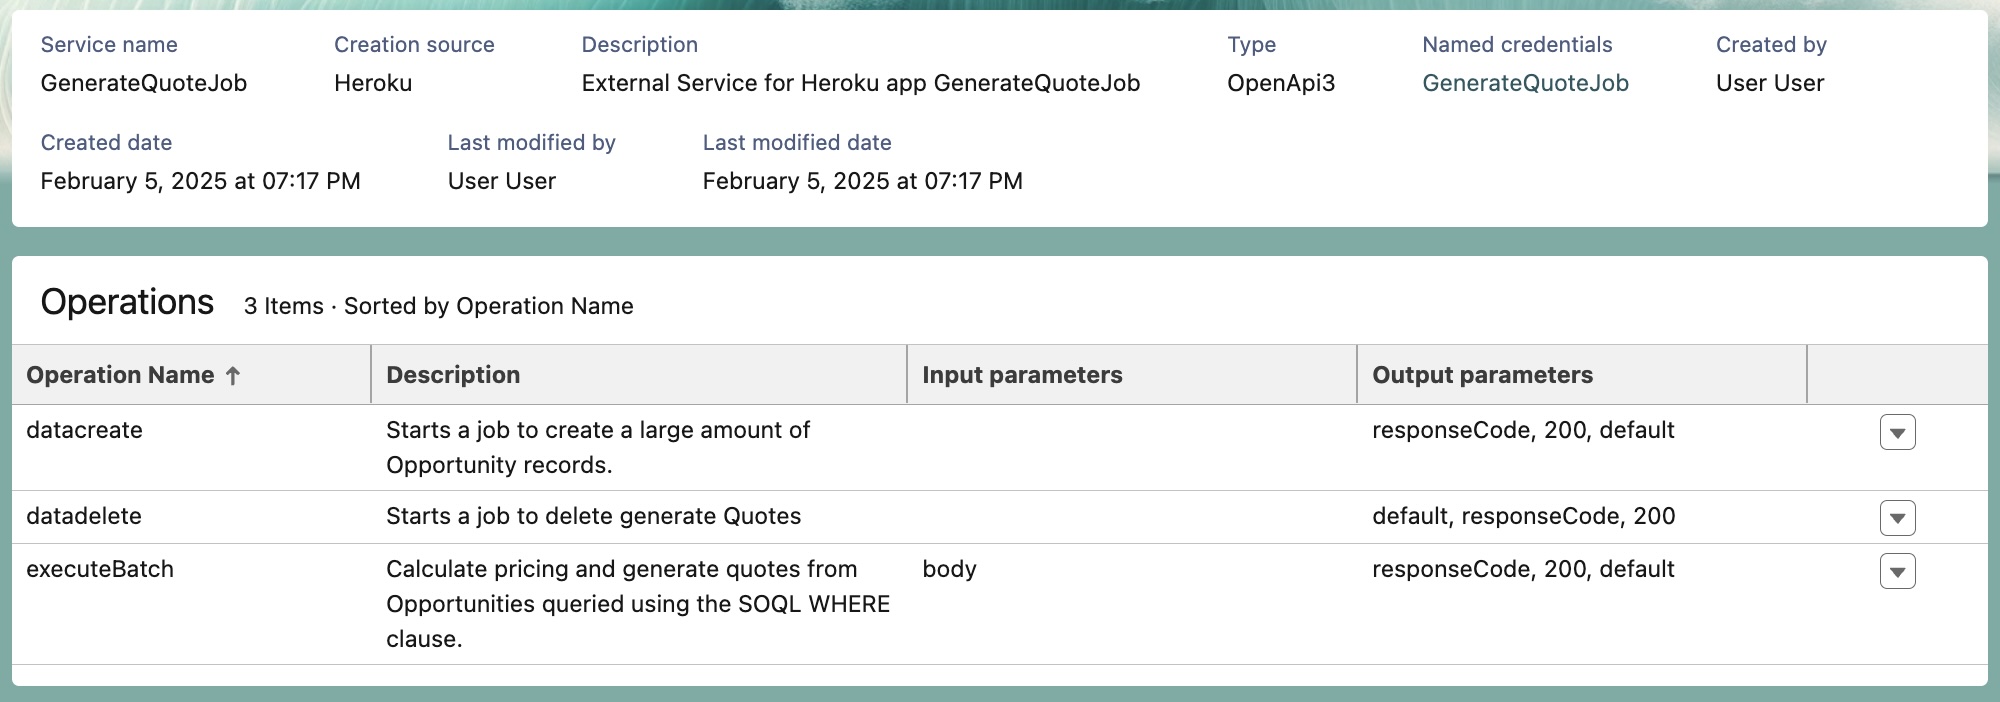 Service name
GenerateQuoteJob
Creation source
Heroku
Description
External Service for Heroku app GenerateQuoteJob
Type
OpenApi3
Named credentials
GenerateQuoteJob
Created by
User User
Created date
February 5, 2025 at 07:17 PM
Last modified by
User User
Last modified date
February 5, 2025 at 07:17 PM
Operations
3 Items · Sorted by Operation Name
Operation Name ↑
Description
Input parameters
Output parameters
datacreate
Starts a job to create a large amount of
Opportunity records.
responseCode, 200, default
datadelete
Starts a job to delete generate Quotes
default, responseCode, 200
executeBatch
Calculate pricing and generate quotes from
Opportunities queried using the SOQL WHERE
clause.
body
responseCode, 200, default